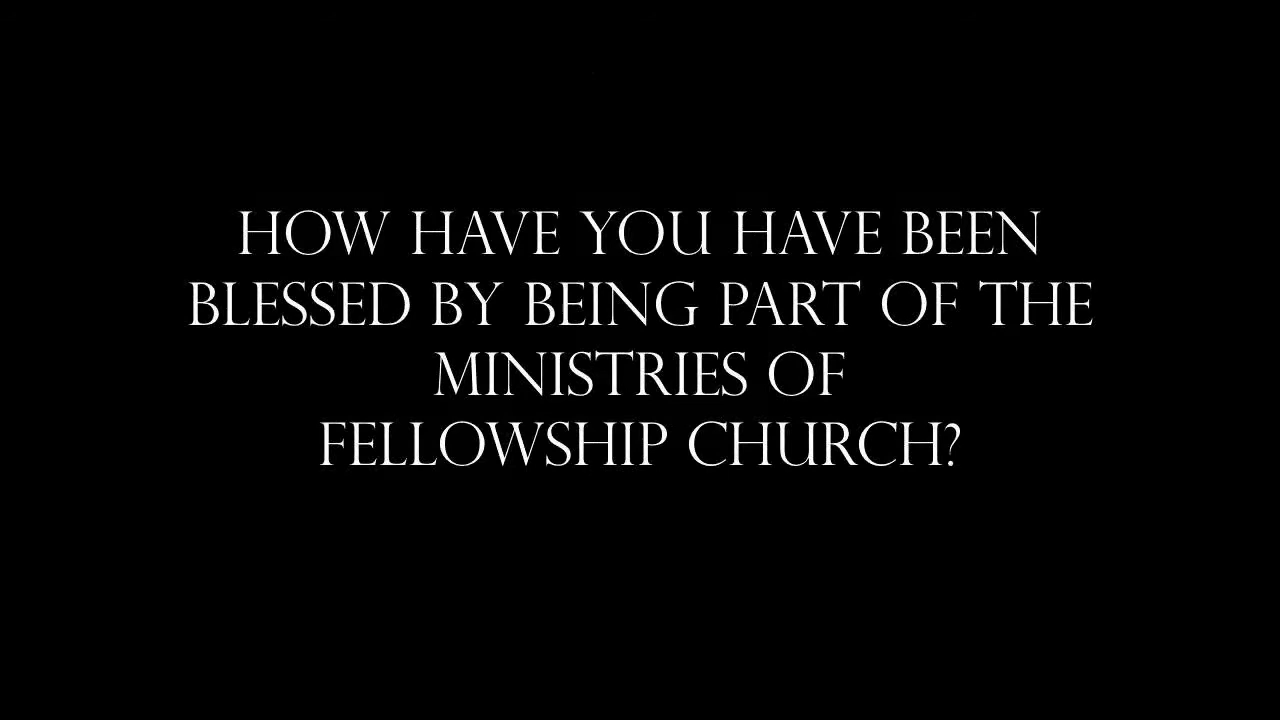 HOW HAVE YOU HAVE BEEN
BLESSED BY BEING PART OF THE
MINISTRIES OF
FELLOWSHIP CHURCH?